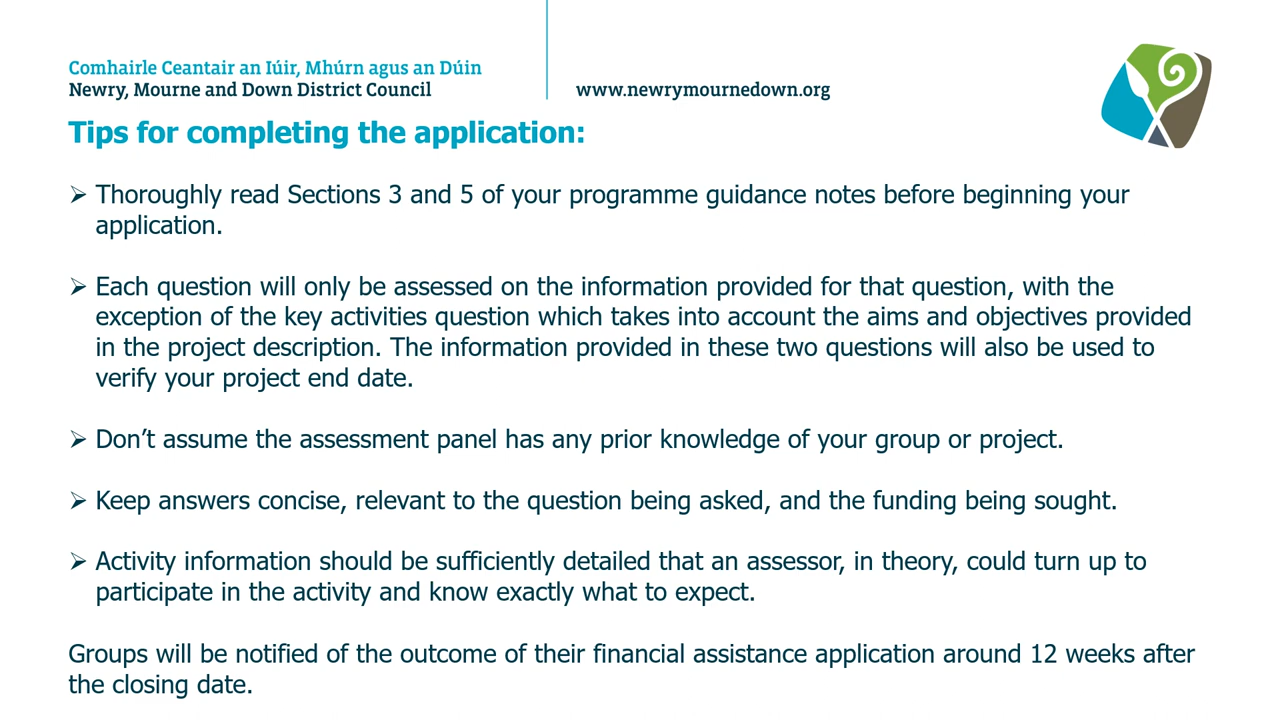 Comhairle Ceantair an Iúir, Mhúrn agus an Dúin
Newry, Mourne and Down District Council
www.newrymournedown.org
Tips for completing the application:
➢ Thoroughly read Sections 3 and 5 of your programme guidance notes before beginning your
application.
➢ Each question will only be assessed on the information provided for that question, with the
exception of the key activities question which takes into account the aims and objectives provided
in the project description. The information provided in these two questions will also be used to
verify your project end date.
➢ Don’t assume the assessment panel has any prior knowledge of your group or project.
➢ Keep answers concise, relevant to the question being asked, and the funding being sought.
➢ Activity information should be sufficiently detailed that an assessor, in theory, could turn up to
participate in the activity and know exactly what to expect.
Groups will be notified of the outcome of their financial assistance application around 12 weeks after
the closing date.